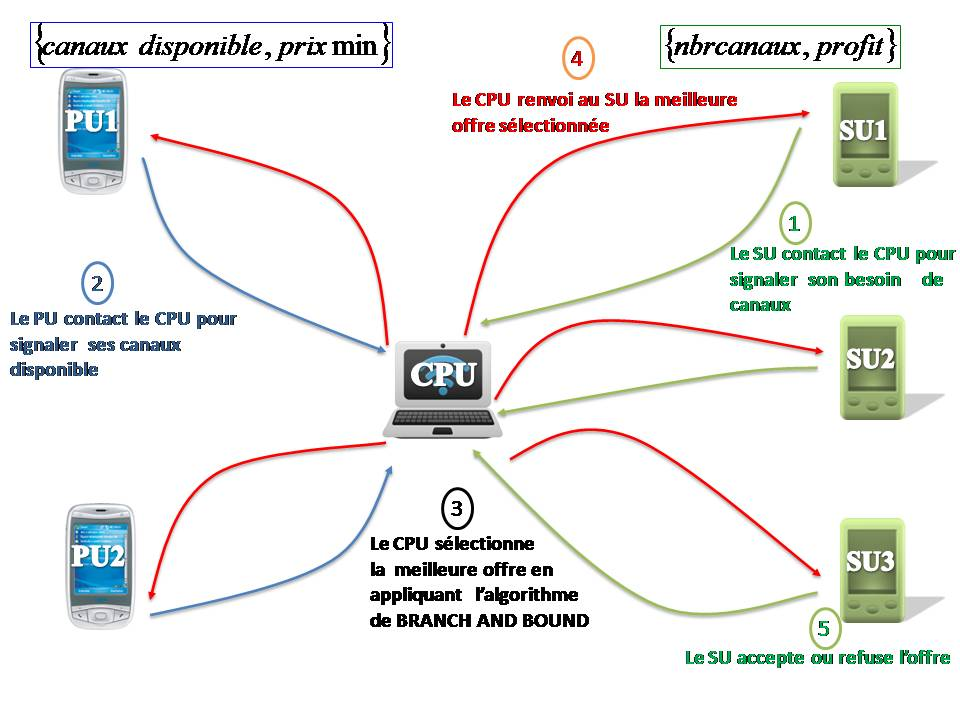 {canaux disponible, prix min}
{nbrcanaux, profit}
4
Le CPU renvoi au SU la meilleure
offre sélectionnée
PU1
SU1
1
Le SU contact le CPU pour
signaler son besoin de
canaux
2
Le PU contact le CPU pour
signaler ses canaux
disponible
CPU
SU2
3
Le CPU sélectionne
la meilleure offre en
appliquant l'algorithme
de BRANCH AND BOUND
PU2
SU3
5
Le SU accepte ou refuse l'offre